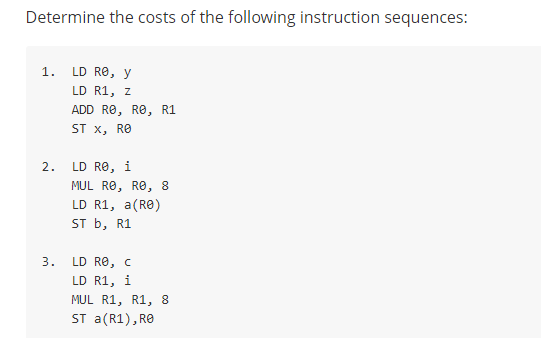 Determine the costs of the following instruction sequences:
1. LD R0, y
LD R1, z
ADD R0, R0, R1
ST x, R0
2. LD R0, i
MUL R0, R0, 8
LD R1, a(R0)
ST b, R1
3. LD R0, c
LD R1, i
MUL R1, R1, 8
ST a(R1),R0